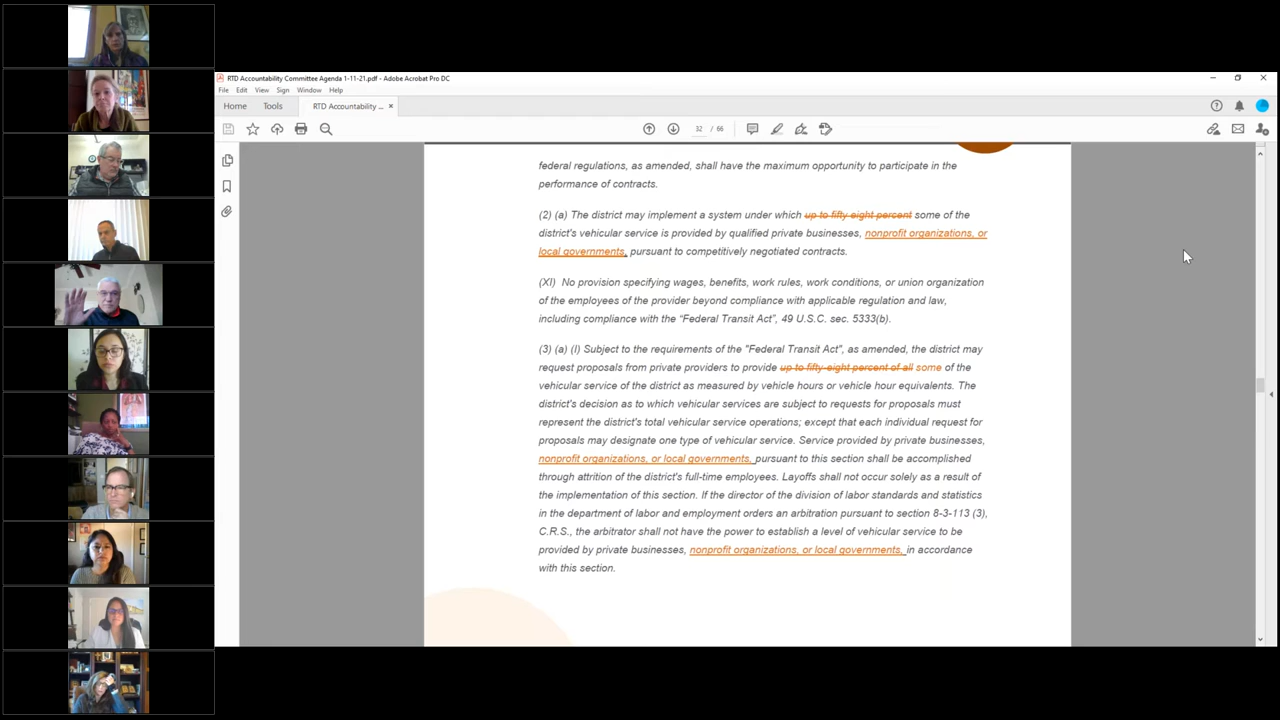 RTD Accountability Committee Agenda 1-11-21.pdf - Adobe Acrobat Pro DC
File Edit View Sign Window Help
Home Tools RTD Accountability ... ×
32 / 66
federal regulations, as amended, shall have the maximum opportunity to participate in the
performance of contracts.
(2) (a) The district may implement a system under which up to fifty eight percent some of the
district's vehicular service is provided by qualified private businesses, nonprofit organizations, or
local governments, pursuant to competitively negotiated contracts.
(XI) No provision specifying wages, benefits, work rules, work conditions, or union organization
of the employees of the provider beyond compliance with applicable regulation and law,
including compliance with the “Federal Transit Act”, 49 U.S.C. sec. 5333(b).
(3) (a) (I) Subject to the requirements of the "Federal Transit Act", as amended, the district may
request proposals from private providers to provide up to fifty-eight percent of all some of the
vehicular service of the district as measured by vehicle hours or vehicle hour equivalents. The
district's decision as to which vehicular services are subject to requests for proposals must
represent the district's total vehicular service operations; except that each individual request for
proposals may designate one type of vehicular service. Service provided by private businesses,
nonprofit organizations, or local governments, pursuant to this section shall be accomplished
through attrition of the district's full-time employees. Layoffs shall not occur solely as a result of
the implementation of this section. If the director of the division of labor standards and statistics
in the department of labor and employment orders an arbitration pursuant to section 8-3-113 (3),
C.R.S., the arbitrator shall not have the power to establish a level of vehicular service to be
provided by private businesses, nonprofit organizations, or local governments, in accordance
with this section.